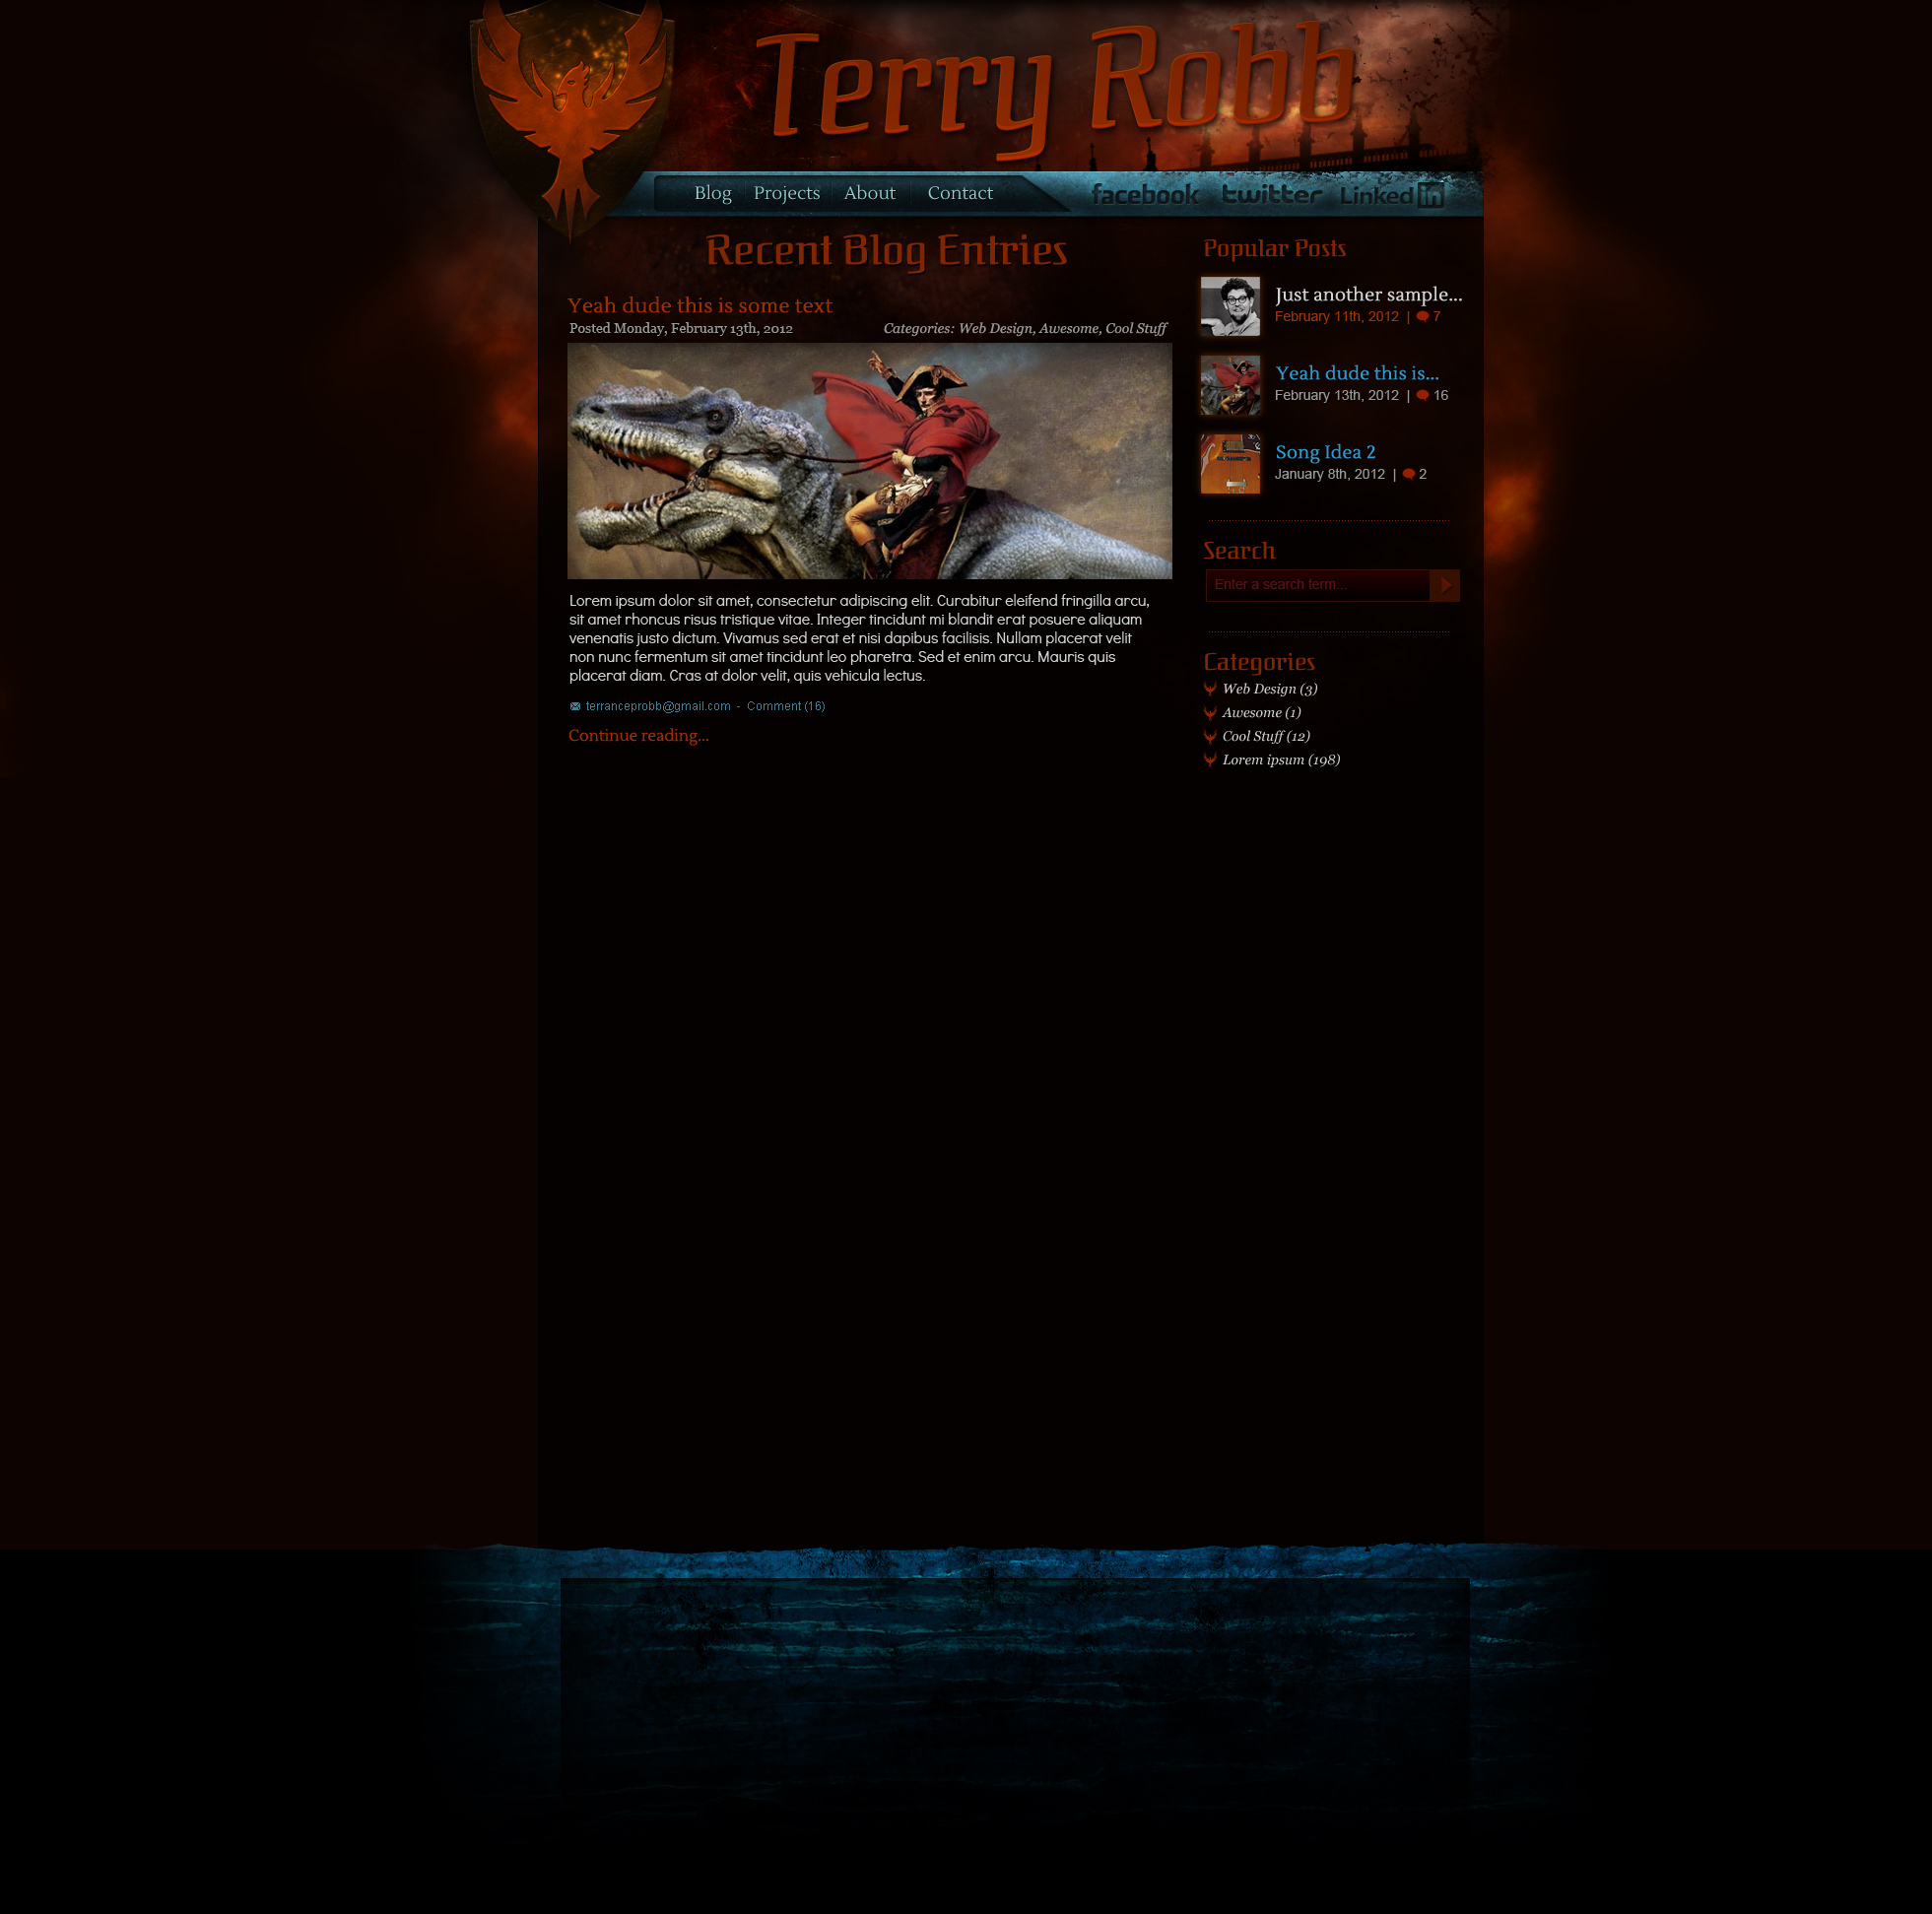 Terry Robb
Blog Projects About Contact
facebook twitter Linked in
Recent Blog Entries
Yeah dude this is some text
Posted Monday, February 13th, 2012
Categories: Web Design, Awesome, Cool Stuff
Lorem ipsum dolor sit amet, consectetur adipiscing elit. Curabitur eleifend fringilla arcu,
sit amet rhoncus risus tristique vitae. Integer tincidunt mi blandit erat posuere aliquam
venenatis justo dictum. Vivamus sed erat et nisi dapibus facilisis. Nullam placerat velit
non nunc fermentum sit amet tincidunt leo pharetra. Sed et enim arcu. Mauris quis
placerat diam. Cras at dolor velit, quis vehicula lectus.
terranceprobb@gmail.com - Comment (16)
Continue reading...
Popular Posts
Just another sample...
February 11th, 2012 | 7
Yeah dude this is...
February 13th, 2012 | 16
Song Idea 2
January 8th, 2012 | 2
Search
Enter a search term...
Categories
Web Design (3)
Awesome (1)
Cool Stuff (12)
Lorem ipsum (198)